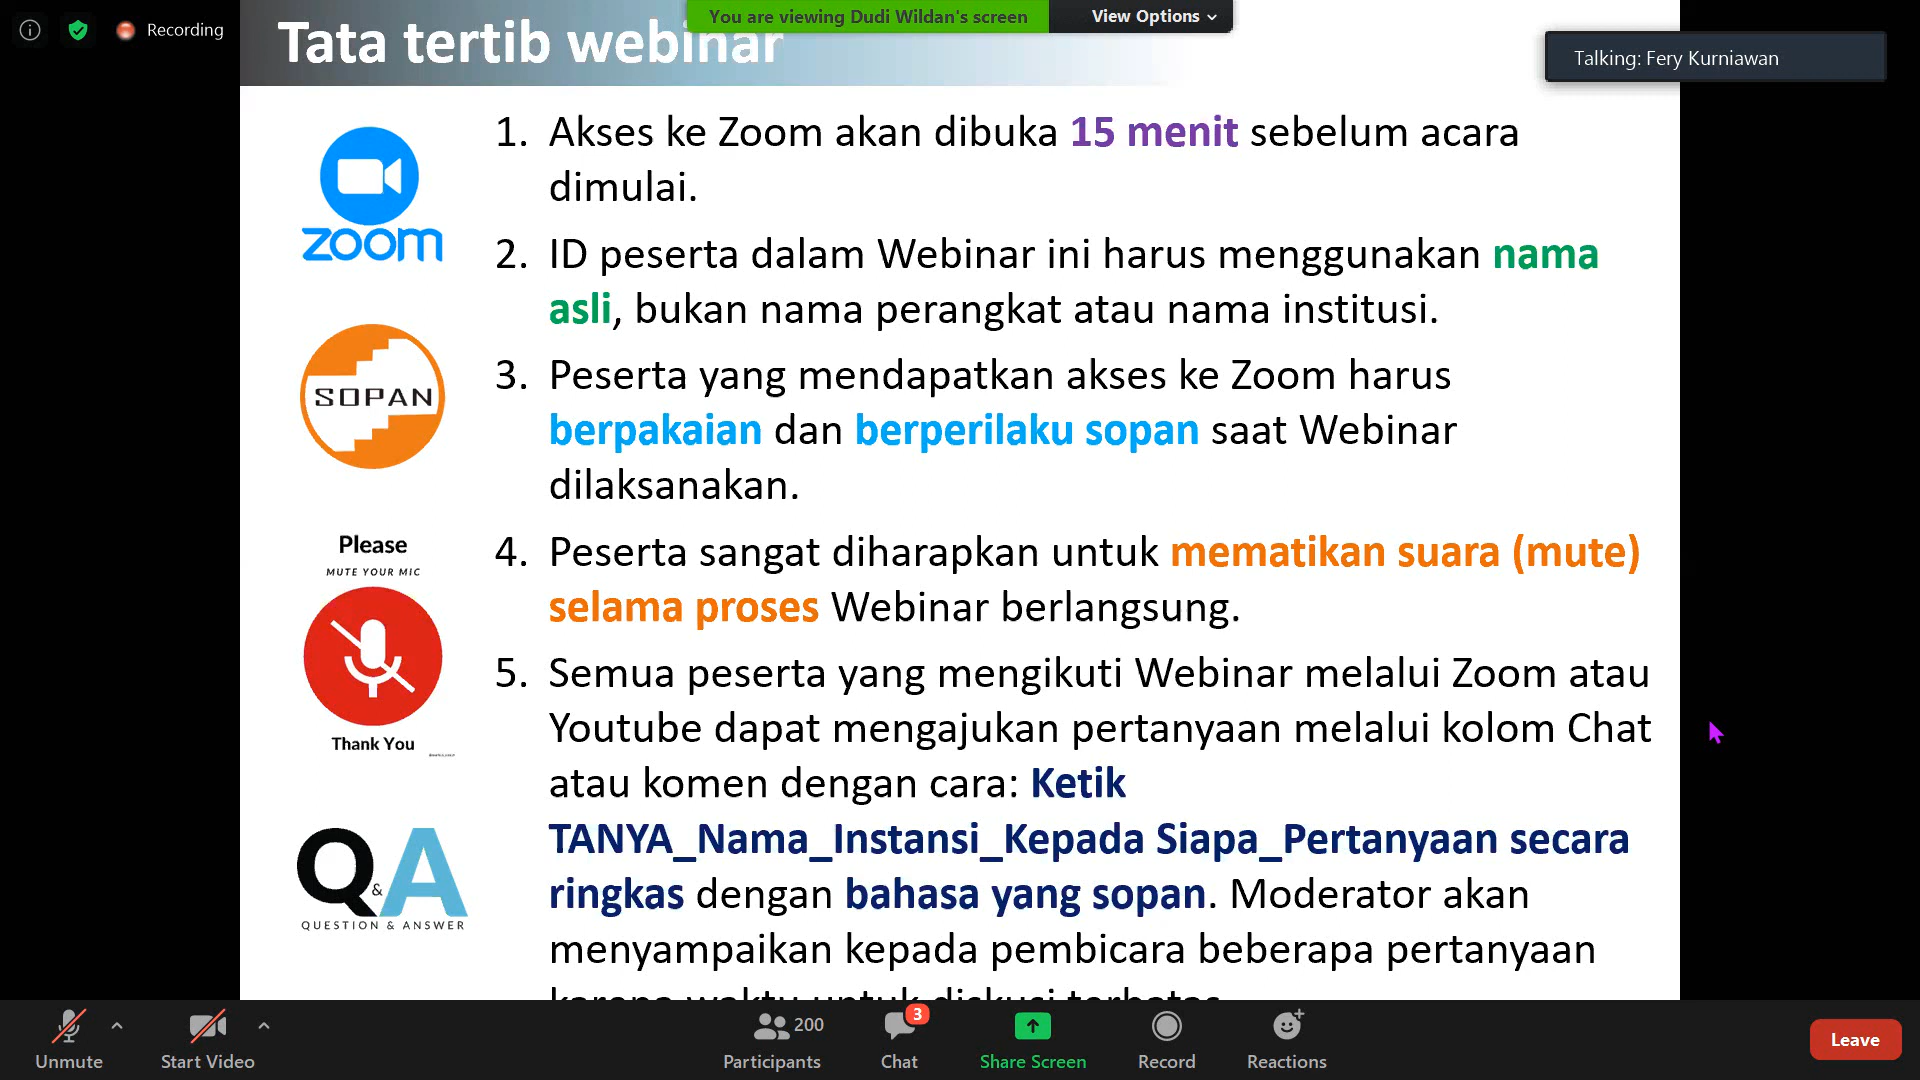 Recording
You are viewing Dudi Wildan's screen
View Options
Talking: Fery Kurniawan
Tata tertib webinar
zoom
1. Akses ke Zoom akan dibuka 15 menit sebelum acara
dimulai.
2. ID peserta dalam Webinar ini harus menggunakan nama
asli, bukan nama perangkat atau nama institusi.
SOPAN
3. Peserta yang mendapatkan akses ke Zoom harus
berpakaian dan berperilaku sopan saat Webinar
dilaksanakan.
Please
MUTE YOUR MIC
Thank You
4. Peserta sangat diharapkan untuk mematikan suara (mute)
selama proses Webinar berlangsung.
5. Semua peserta yang mengikuti Webinar melalui Zoom atau
Youtube dapat mengajukan pertanyaan melalui kolom Chat
atau komen dengan cara: Ketik
TANYA_Nama_Instansi_Kepada Siapa_Pertanyaan secara
ringkas dengan bahasa yang sopan. Moderator akan
menyampaikan kepada pembicara beberapa pertanyaan
karena waktu untuk diskusi terbatas.
Q&A
QUESTION & ANSWER
Unmute
Start Video
200
Participants
3
Chat
Share Screen
Record
Reactions
Leave